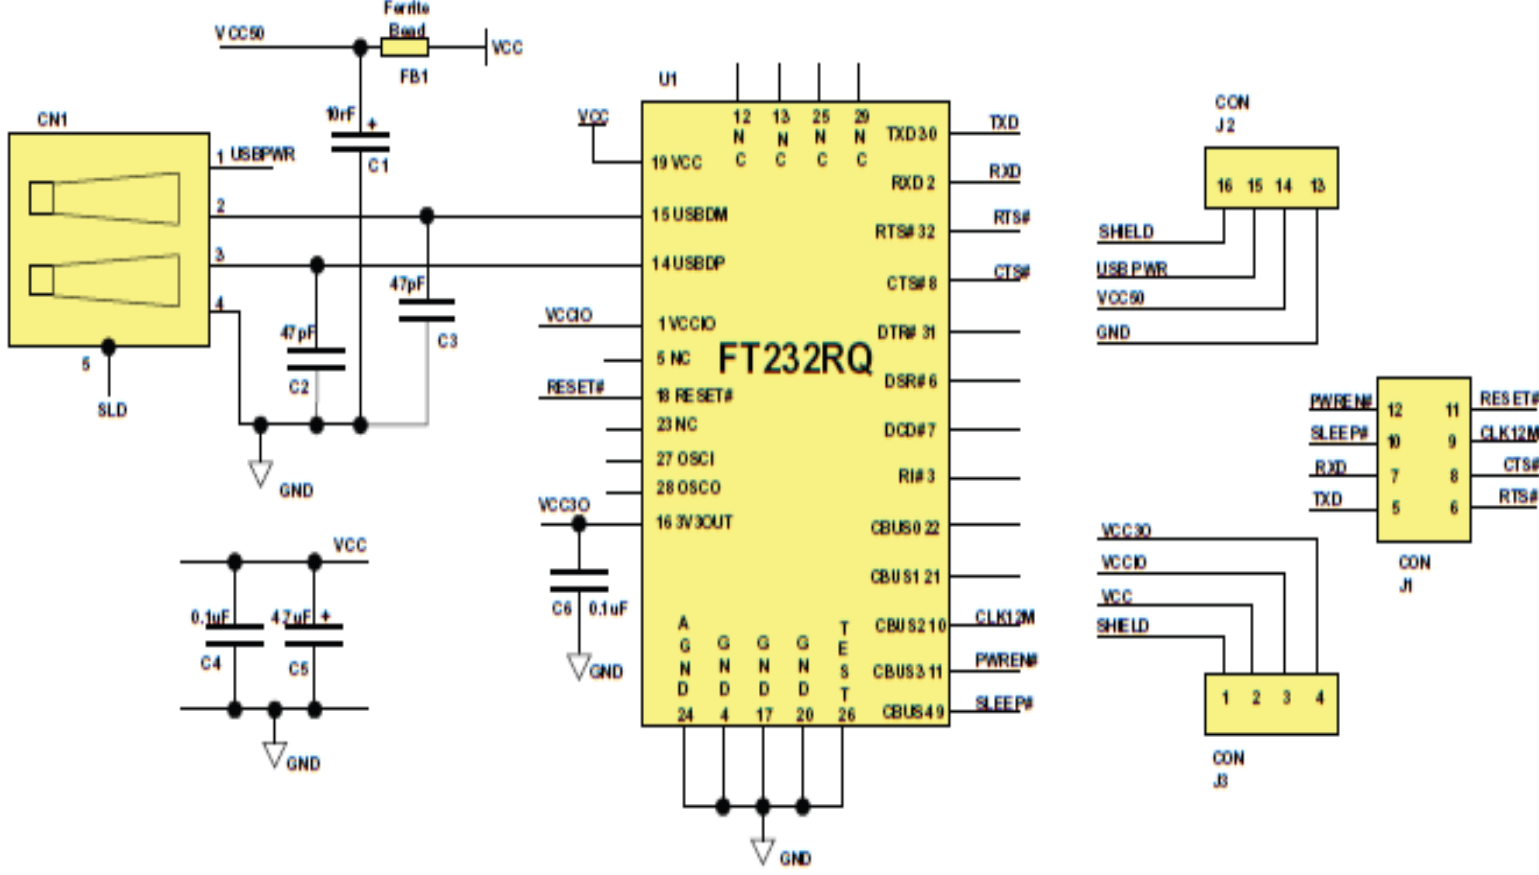 Ferrite
Bead
VCC50
VCC
FB1
10nF
+
C1
CN1
1 USBPWR
2
3
4
5
SLD
47pF
C3
47pF
C2
GND
VCC
0.1uF
4.7uF +
C4
C5
GND
U1
12 NC
13 NC
25 NC
29 NC
VCC
19 VCC
15 USBDM
14 USBDP
VCCIO
1 VCCIO
5 NC
RESET#
18 RESET#
23 NC
27 OSCI
28 OSCO
VCC3O
16 3V3OUT
C6 0.1uF
GND
FT232RQ
TXD 30
TXD
RXD 2
RXD
RTS# 32
RTS#
CTS# 8
CTS#
DTR# 31
DSR# 6
DCD# 7
RI# 3
CBUS0 22
CBUS1 21
CBUS2 10
CLK12M
CBUS3 11
PWREN#
CBUS4 9
SLEEP#
AGND 24
GND 4
GND 17
GND 20
TEST 26
GND
CON
J2
16 15 14 13
SHIELD
USBPWR
VCC50
GND
PWREN# 12 11 RESET#
SLEEP# 10 9 CLK12M
RXD 7 8 CTS#
TXD 5 6 RTS#
CON
J1
VCC3O
VCCIO
VCC
SHIELD
1 2 3 4
CON
J3